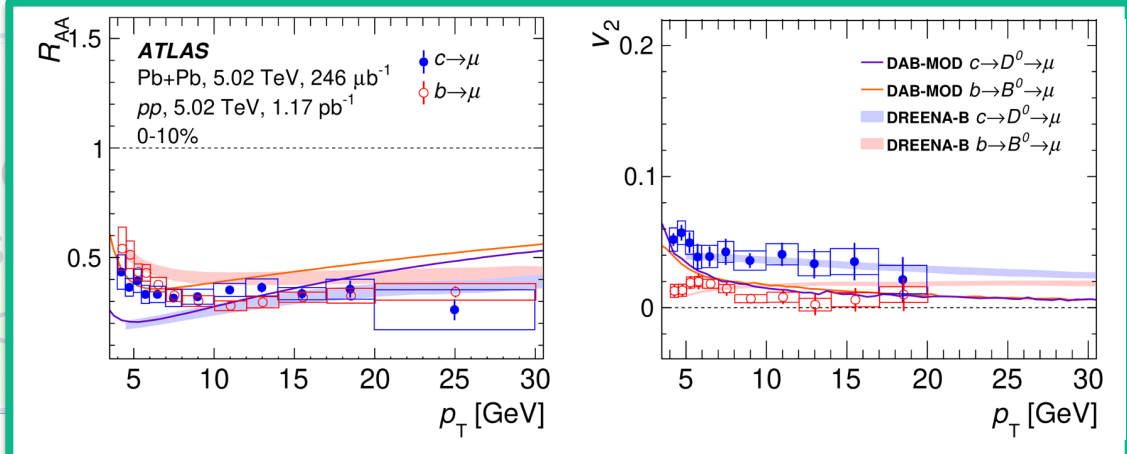 R_AA
1.5
1
0.5
ATLAS
Pb+Pb, 5.02 TeV, 246 μb⁻¹
pp, 5.02 TeV, 1.17 pb⁻¹
0-10%
c→μ
b→μ
5 10 15 20 25 30
p_T [GeV]
v₂
0.2
0.1
0
DAB-MOD c→D⁰→μ
DAB-MOD b→B⁰→μ
DREENA-B c→D⁰→μ
DREENA-B b→B⁰→μ
5 10 15 20 25 30
p_T [GeV]